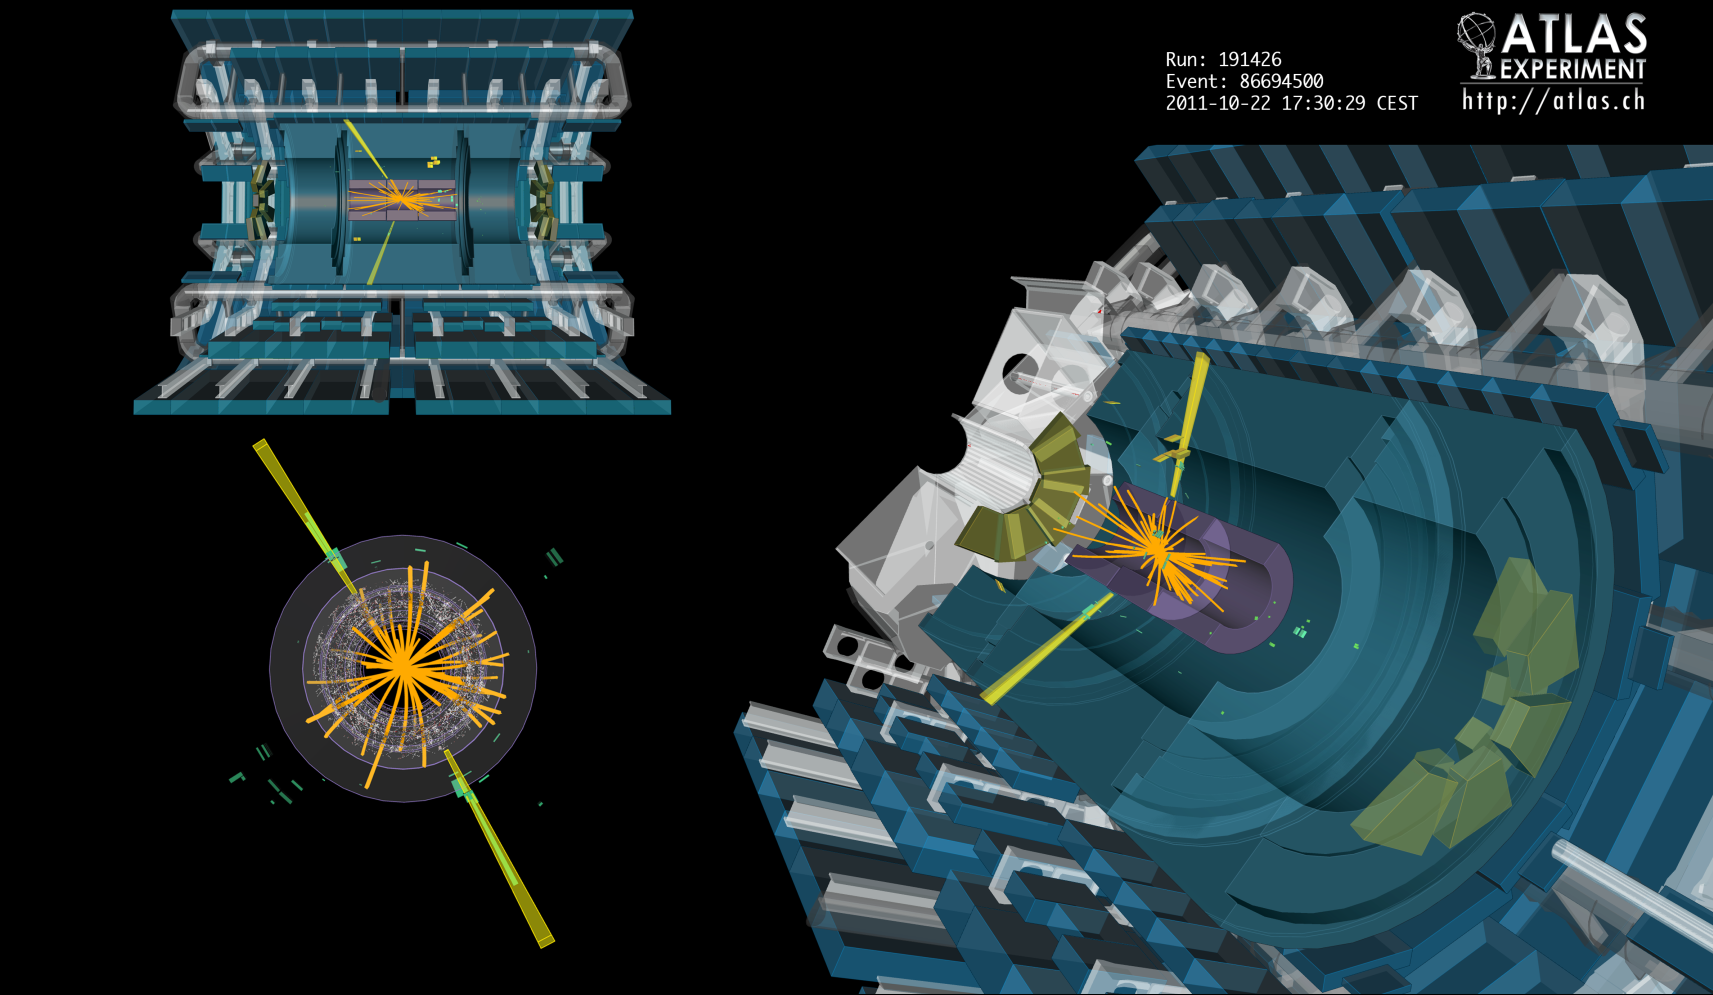 Run: 191426
Event: 86694500
2011-10-22 17:30:29 CEST
ATLAS
EXPERIMENT
http://atlas.ch